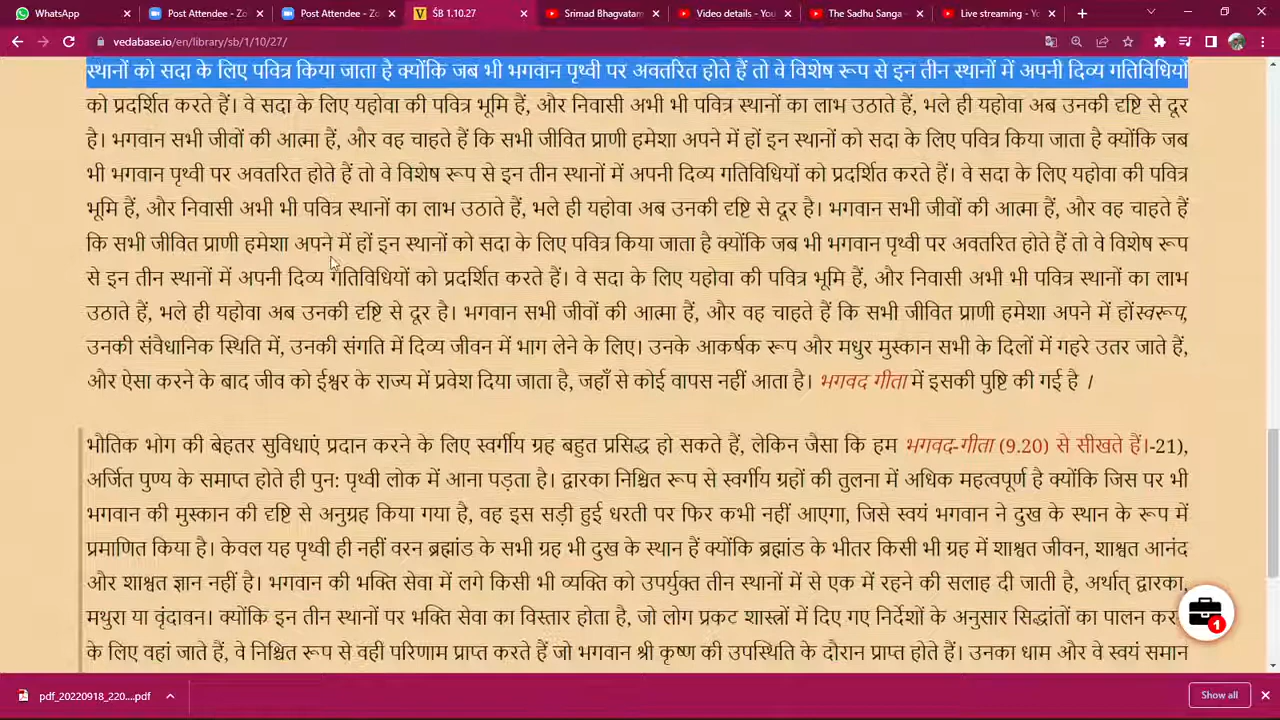 WhatsApp
Post Attendee - Zo
Post Attendee - Zo
ŚB 1.10.27
Srimad Bhagvatam
Video details - You
The Sadhu Sanga -
Live streaming - Yo
vedabase.io/en/library/sb/1/10/27/
स्थानों को सदा के लिए पवित्र किया जाता है क्योंकि जब भी भगवान पृथ्वी पर अवतरित होते हैं तो वे विशेष रूप से इन तीन स्थानों में अपनी दिव्य गतिविधियों
को प्रदर्शित करते हैं। वे सदा के लिए यहोवा की पवित्र भूमि हैं, और निवासी अभी भी पवित्र स्थानों का लाभ उठाते हैं, भले ही यहोवा अब उनकी दृष्टि से दूर
है। भगवान सभी जीवों की आत्मा हैं, और वह चाहते हैं कि सभी जीवित प्राणी हमेशा अपने में हों इन स्थानों को सदा के लिए पवित्र किया जाता है क्योंकि जब
भी भगवान पृथ्वी पर अवतरित होते हैं तो वे विशेष रूप से इन तीन स्थानों में अपनी दिव्य गतिविधियों को प्रदर्शित करते हैं। वे सदा के लिए यहोवा की पवित्र
भूमि हैं, और निवासी अभी भी पवित्र स्थानों का लाभ उठाते हैं, भले ही यहोवा अब उनकी दृष्टि से दूर है। भगवान सभी जीवों की आत्मा हैं, और वह चाहते हैं
कि सभी जीवित प्राणी हमेशा अपने में हों इन स्थानों को सदा के लिए पवित्र किया जाता है क्योंकि जब भी भगवान पृथ्वी पर अवतरित होते हैं तो वे विशेष रूप
से इन तीन स्थानों में अपनी दिव्य गतिविधियों को प्रदर्शित करते हैं। वे सदा के लिए यहोवा की पवित्र भूमि हैं, और निवासी अभी भी पवित्र स्थानों का लाभ
उठाते हैं, भले ही यहोवा अब उनकी दृष्टि से दूर है। भगवान सभी जीवों की आत्मा हैं, और वह चाहते हैं कि सभी जीवित प्राणी हमेशा अपने में होंस्वरूप,
उनकी संवैधानिक स्थिति में, उनकी संगति में दिव्य जीवन में भाग लेने के लिए। उनके आकर्षक रूप और मधुर मुस्कान सभी के दिलों में गहरे उतर जाते हैं,
और ऐसा करने के बाद जीव को ईश्वर के राज्य में प्रवेश दिया जाता है, जहाँ से कोई वापस नहीं आता है। भगवद गीता में इसकी पुष्टि की गई है ।
भौतिक भोग की बेहतर सुविधाएं प्रदान करने के लिए स्वर्गीय ग्रह बहुत प्रसिद्ध हो सकते हैं, लेकिन जैसा कि हम भगवद-गीता (9.20) से सीखते हैं।-21),
अर्जित पुण्य के समाप्त होते ही पुन: पृथ्वी लोक में आना पड़ता है। द्वारका निश्चित रूप से स्वर्गीय ग्रहों की तुलना में अधिक महत्वपूर्ण है क्योंकि जिस पर भी
भगवान की मुस्कान की दृष्टि से अनुग्रह किया गया है, वह इस सड़ी हुई धरती पर फिर कभी नहीं आएगा, जिसे स्वयं भगवान ने दुख के स्थान के रूप में
प्रमाणित किया है। केवल यह पृथ्वी ही नहीं वरन ब्रह्मांड के सभी ग्रह भी दुख के स्थान हैं क्योंकि ब्रह्मांड के भीतर किसी भी ग्रह में शाश्वत जीवन, शाश्वत आनंद
और शाश्वत ज्ञान नहीं है। भगवान की भक्ति सेवा में लगे किसी भी व्यक्ति को उपर्युक्त तीन स्थानों में से एक में रहने की सलाह दी जाती है, अर्थात् द्वारका,
मथुरा या वृंदावन। क्योंकि इन तीन स्थानों पर भक्ति सेवा का विस्तार होता है, जो लोग प्रकट शास्त्रों में दिए गए निर्देशों के अनुसार सिद्धांतों का पालन
के लिए वहां जाते हैं, वे निश्चित रूप से वही परिणाम प्राप्त करते हैं जो भगवान श्री कृष्ण की उपस्थिति के दौरान प्राप्त होते हैं। उनका धाम और वे स्वयं समान
1
pdf_20220918_220....pdf
Show all